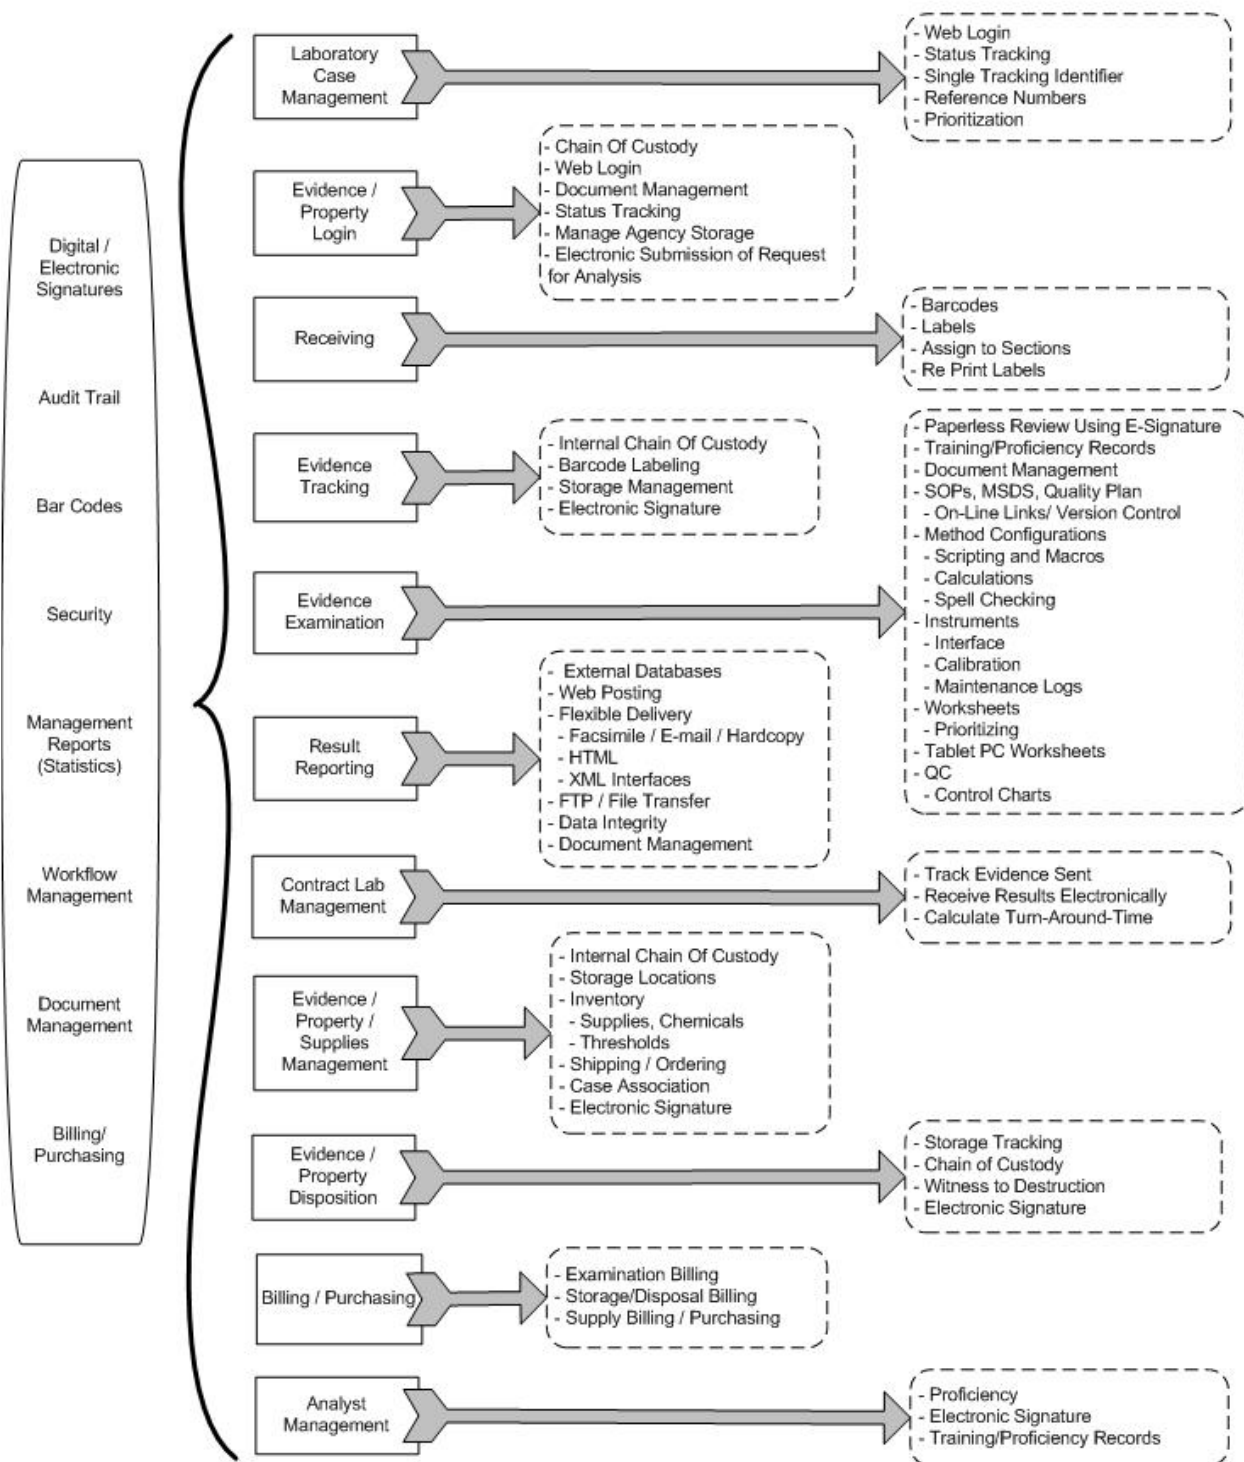 Digital /
Electronic
Signatures
Audit Trail
Bar Codes
Security
Management
Reports
(Statistics)
Workflow
Management
Document
Management
Billing/
Purchasing
Laboratory
Case
Management
- Web Login
- Status Tracking
- Single Tracking Identifier
- Reference Numbers
- Prioritization
Evidence /
Property
Login
- Chain Of Custody
- Web Login
- Document Management
- Status Tracking
- Manage Agency Storage
- Electronic Submission of Request
for Analysis
Receiving
- Barcodes
- Labels
- Assign to Sections
- Re Print Labels
Evidence
Tracking
- Internal Chain Of Custody
- Barcode Labeling
- Storage Management
- Electronic Signature
Evidence
Examination
- Paperless Review Using E-Signature
- Training/Proficiency Records
- Document Management
- SOPs, MSDS, Quality Plan
- On-Line Links/ Version Control
- Method Configurations
- Scripting and Macros
- Calculations
- Spell Checking
- Instruments
- Interface
- Calibration
- Maintenance Logs
- Worksheets
- Prioritizing
- Tablet PC Worksheets
- QC
- Control Charts
Result
Reporting
- External Databases
- Web Posting
- Flexible Delivery
- Facsimile / E-mail / Hardcopy
- HTML
- XML Interfaces
- FTP / File Transfer
- Data Integrity
- Document Management
Contract Lab
Management
- Track Evidence Sent
- Receive Results Electronically
- Calculate Turn-Around-Time
Evidence /
Property /
Supplies
Management
- Internal Chain Of Custody
- Storage Locations
- Inventory
- Supplies, Chemicals
- Thresholds
- Shipping / Ordering
- Case Association
- Electronic Signature
Evidence /
Property
Disposition
- Storage Tracking
- Chain of Custody
- Witness to Destruction
- Electronic Signature
Billing / Purchasing
- Examination Billing
- Storage/Disposal Billing
- Supply Billing / Purchasing
Analyst
Management
- Proficiency
- Electronic Signature
- Training/Proficiency Records